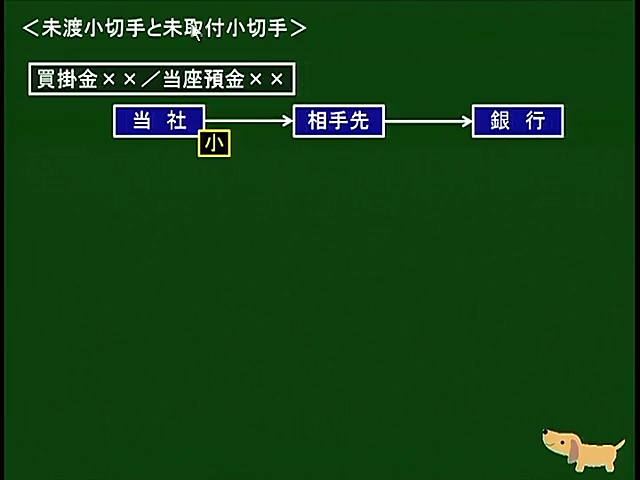 ＜未渡小切手と未取付小切手＞
買掛金××／当座預金××
当 社
相手先
銀 行
小